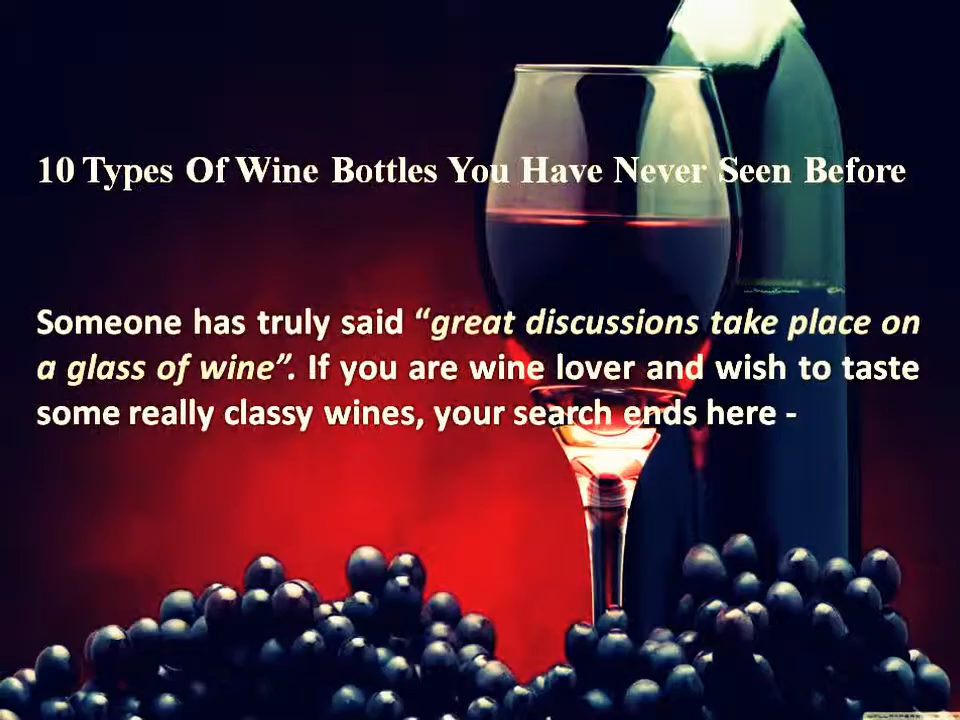 10 Types Of Wine Bottles You Have Never Seen Before
Someone has truly said “great discussions take place on
a glass of wine”. If you are wine lover and wish to taste
some really classy wines, your search ends here -